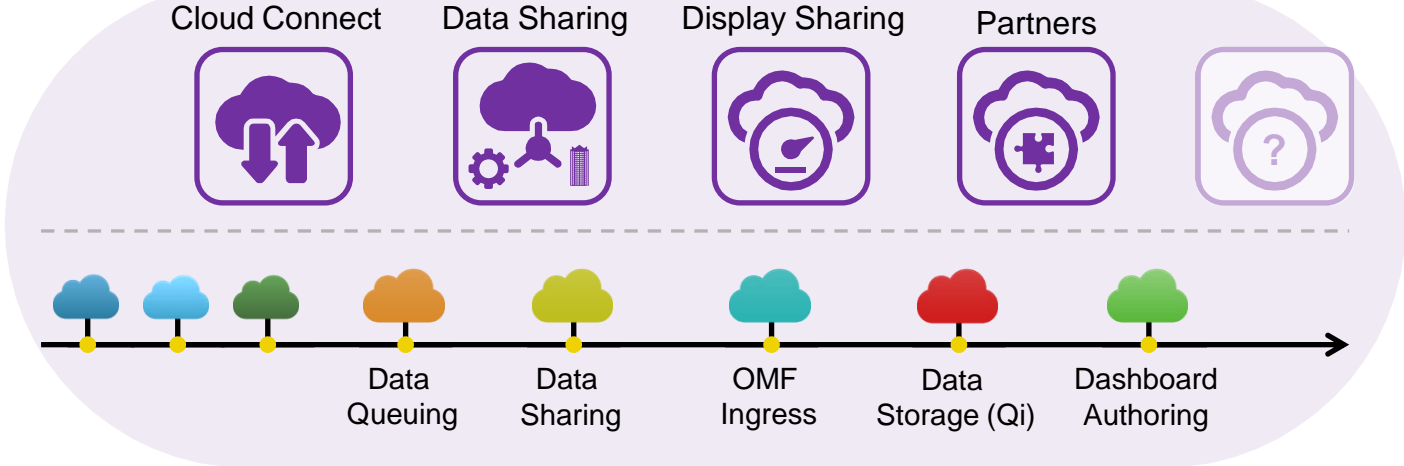 Cloud Connect
Data Sharing
Display Sharing
Partners
?
Data
Queuing
Data
Sharing
OMF
Ingress
Data
Storage (Qi)
Dashboard
Authoring